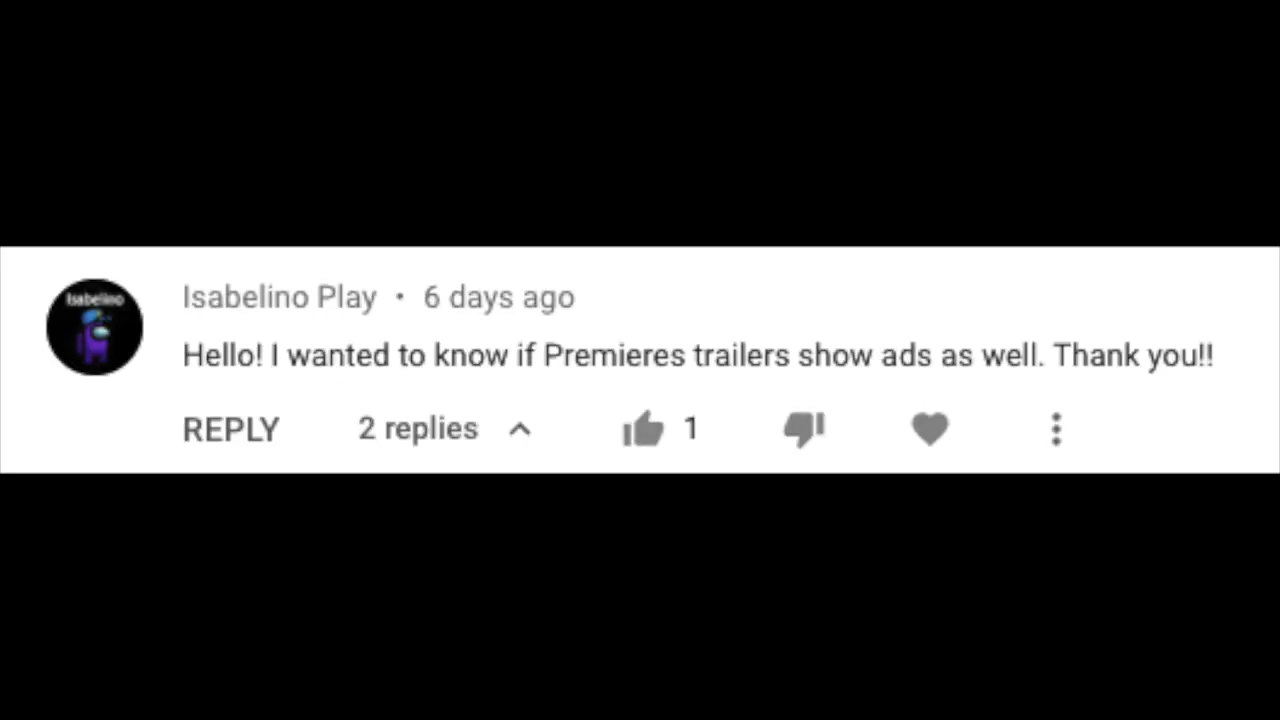 Isabelino
Isabelino Play • 6 days ago
Hello! I wanted to know if Premieres trailers show ads as well. Thank you!!
REPLY 2 replies 1